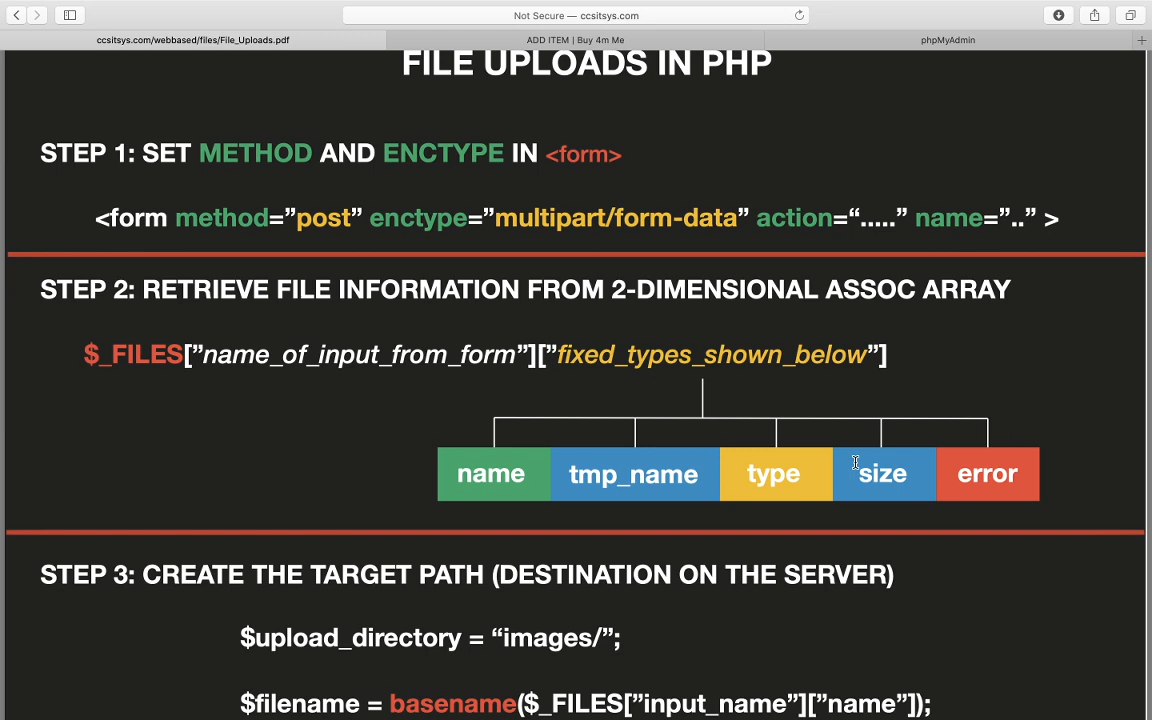 Not Secure — ccsitsys.com
ccsitsys.com/webbased/files/File_Uploads.pdf
ADD ITEM | Buy 4m Me
phpMyAdmin
FILE UPLOADS IN PHP
STEP 1: SET METHOD AND ENCTYPE IN <form>
<form method=”post” enctype=”multipart/form-data” action=“.....” name=”..” >
STEP 2: RETRIEVE FILE INFORMATION FROM 2-DIMENSIONAL ASSOC ARRAY
$_FILES[”name_of_input_from_form”][”fixed_types_shown_below”]
name tmp_name type size error
STEP 3: CREATE THE TARGET PATH (DESTINATION ON THE SERVER)
$upload_directory = “images/”;
$filename = basename($_FILES[”input_name”][”name”]);